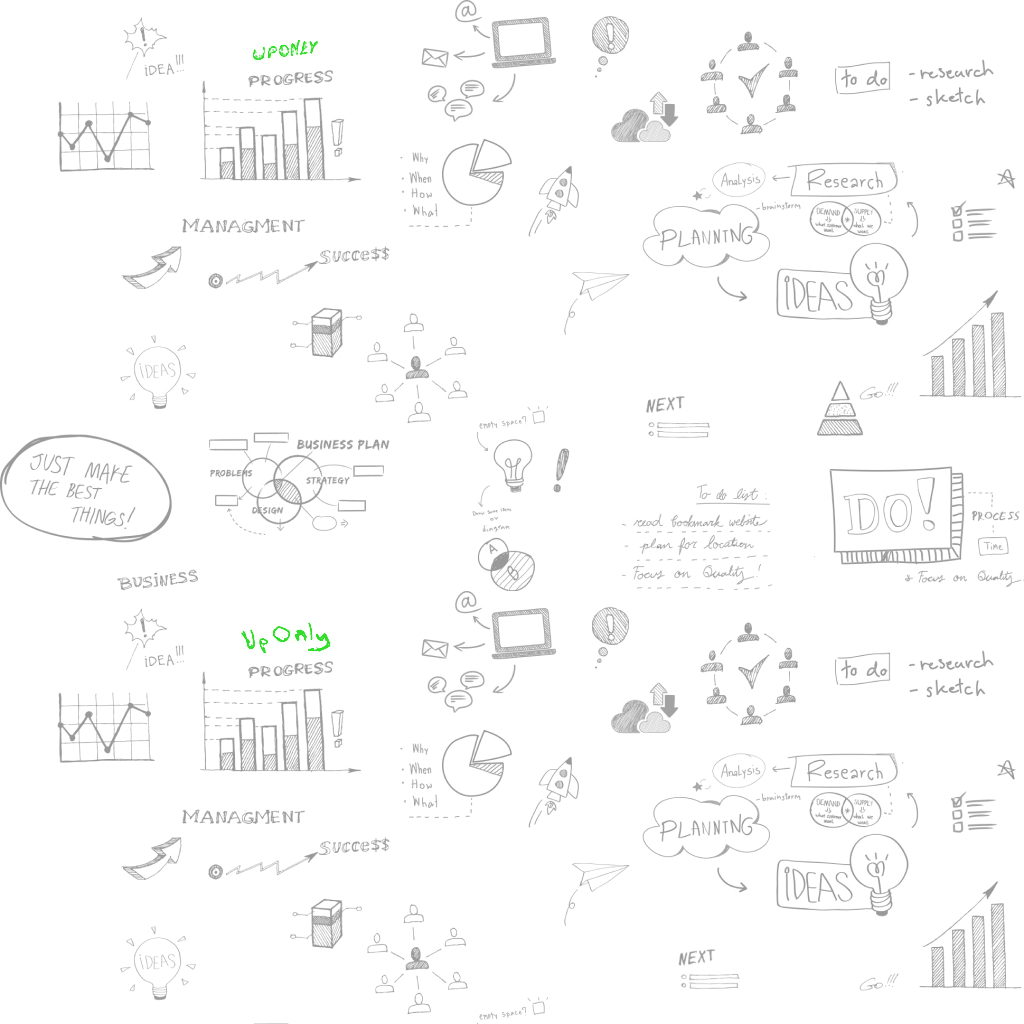 @
UPONLY
IDEA!!!
PROGRESS
to do
- research
- sketch
• Why
• When
• How
• What
Analysis
Research
- brainstorm
DEMAND
SUPPLY
PLANNING
MANAGMENT
SUCCE$$
IDEAS
IDEAS
GO!!!
NEXT
empty space?
JUST MAKE
THE BEST
THINGS!
BUSINESS PLAN
PROBLEMS
STRATEGY
DESIGN
To do list :
- read bookmark website
- plan for location
- Focus on Quality!
DO!
PROCESS
Time
Focus on Quality!
diagram
A
B
BUSINESS
@
UpOnly
IDEA!!!
PROGRESS
to do
- research
- sketch
• Why
• When
• How
• What
Analysis
Research
- brainstorm
DEMAND
SUPPLY
PLANNING
MANAGMENT
SUCCE$$
IDEAS
IDEAS
NEXT
GO!!!
empty space?